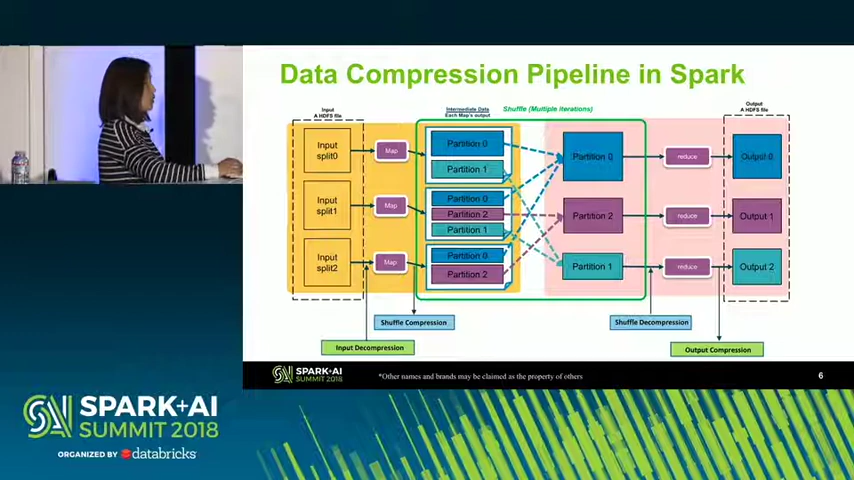 Data Compression Pipeline in Spark
Input
A HDFS file
Intermediate Data
Each Map's output
Shuffle (Multiple iterations)
Output
A HDFS file
Input
split0
Map
Partition 0
Partition 1
Partition 0
reduce
Output 0
Input
split1
Map
Partition 0
Partition 2
Partition 1
Partition 2
reduce
Output 1
Input
split2
Map
Partition 0
Partition 2
Partition 1
reduce
Output 2
Shuffle Compression
Shuffle Decompression
Input Decompression
Output Compression
SPARK+AI
SUMMIT 2018
*Other names and brands may be claimed as the property of others
6
SPARK+AI
SUMMIT 2018
ORGANIZED BY databricks